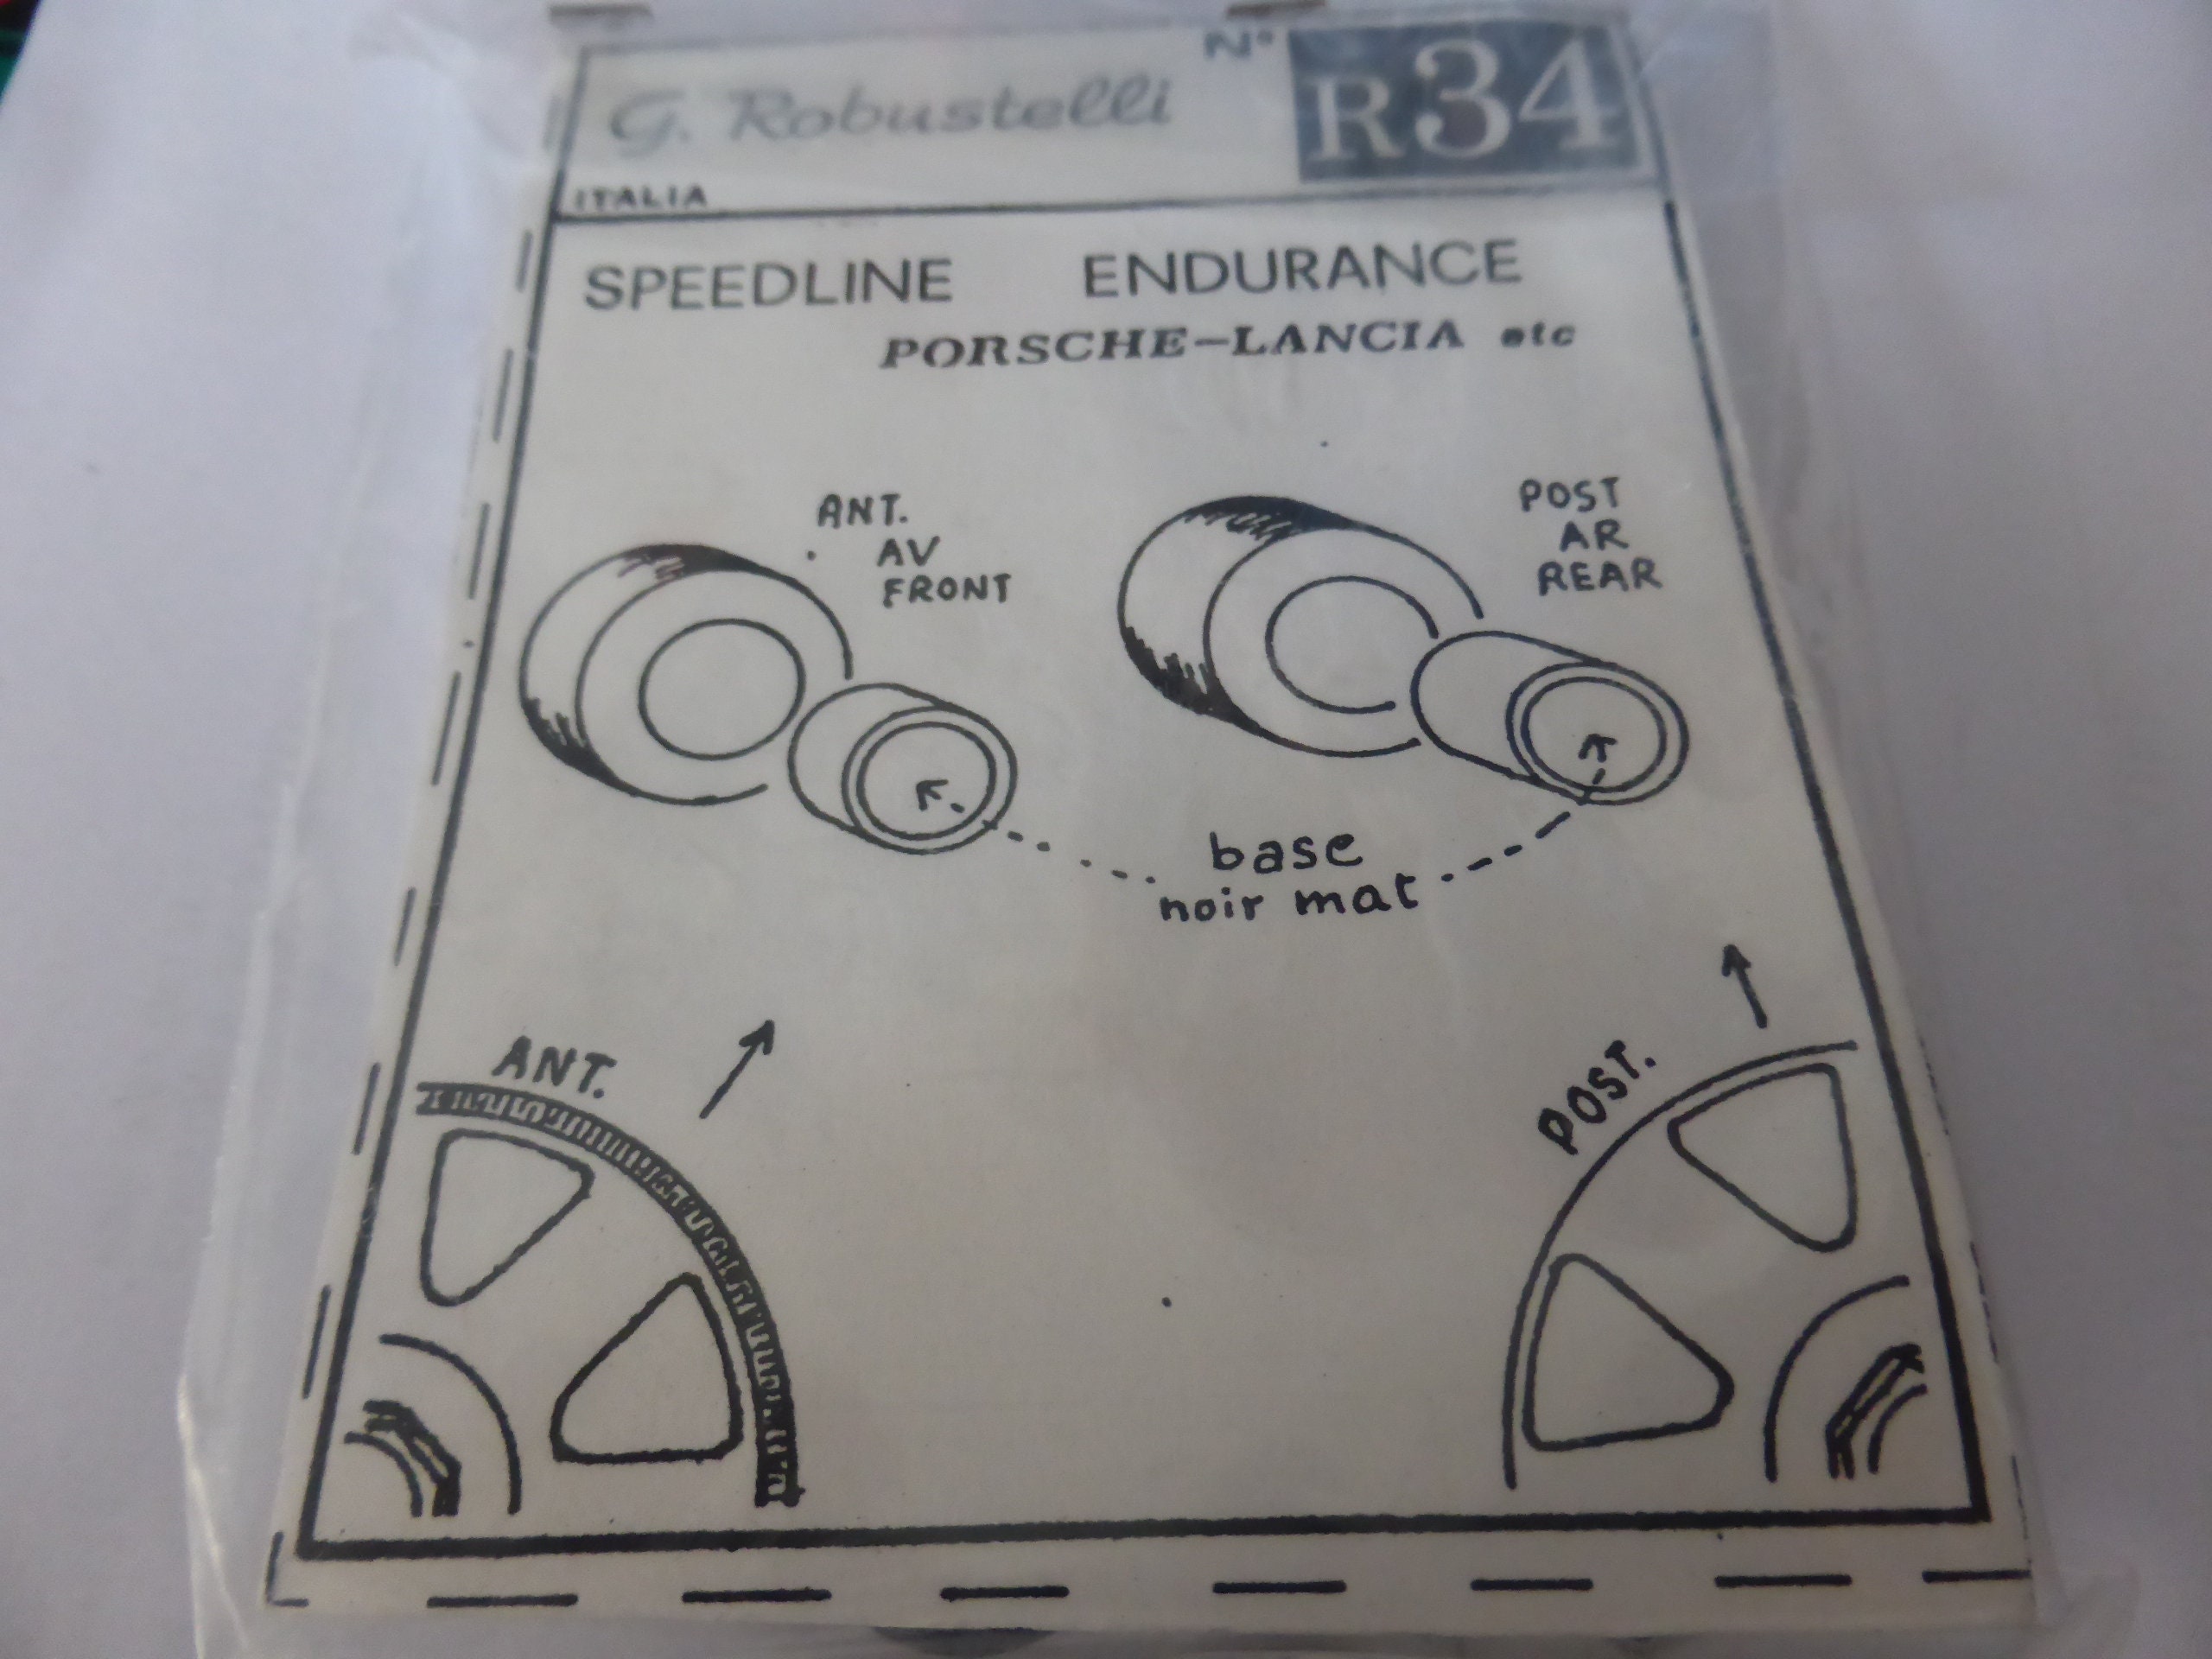 G. Robustelli
N° R34
ITALIA
SPEEDLINE ENDURANCE
PORSCHE-LANCIA etc
ANT.
AV
FRONT
POST
AR
REAR
base
noir mat
ANT.
POST.